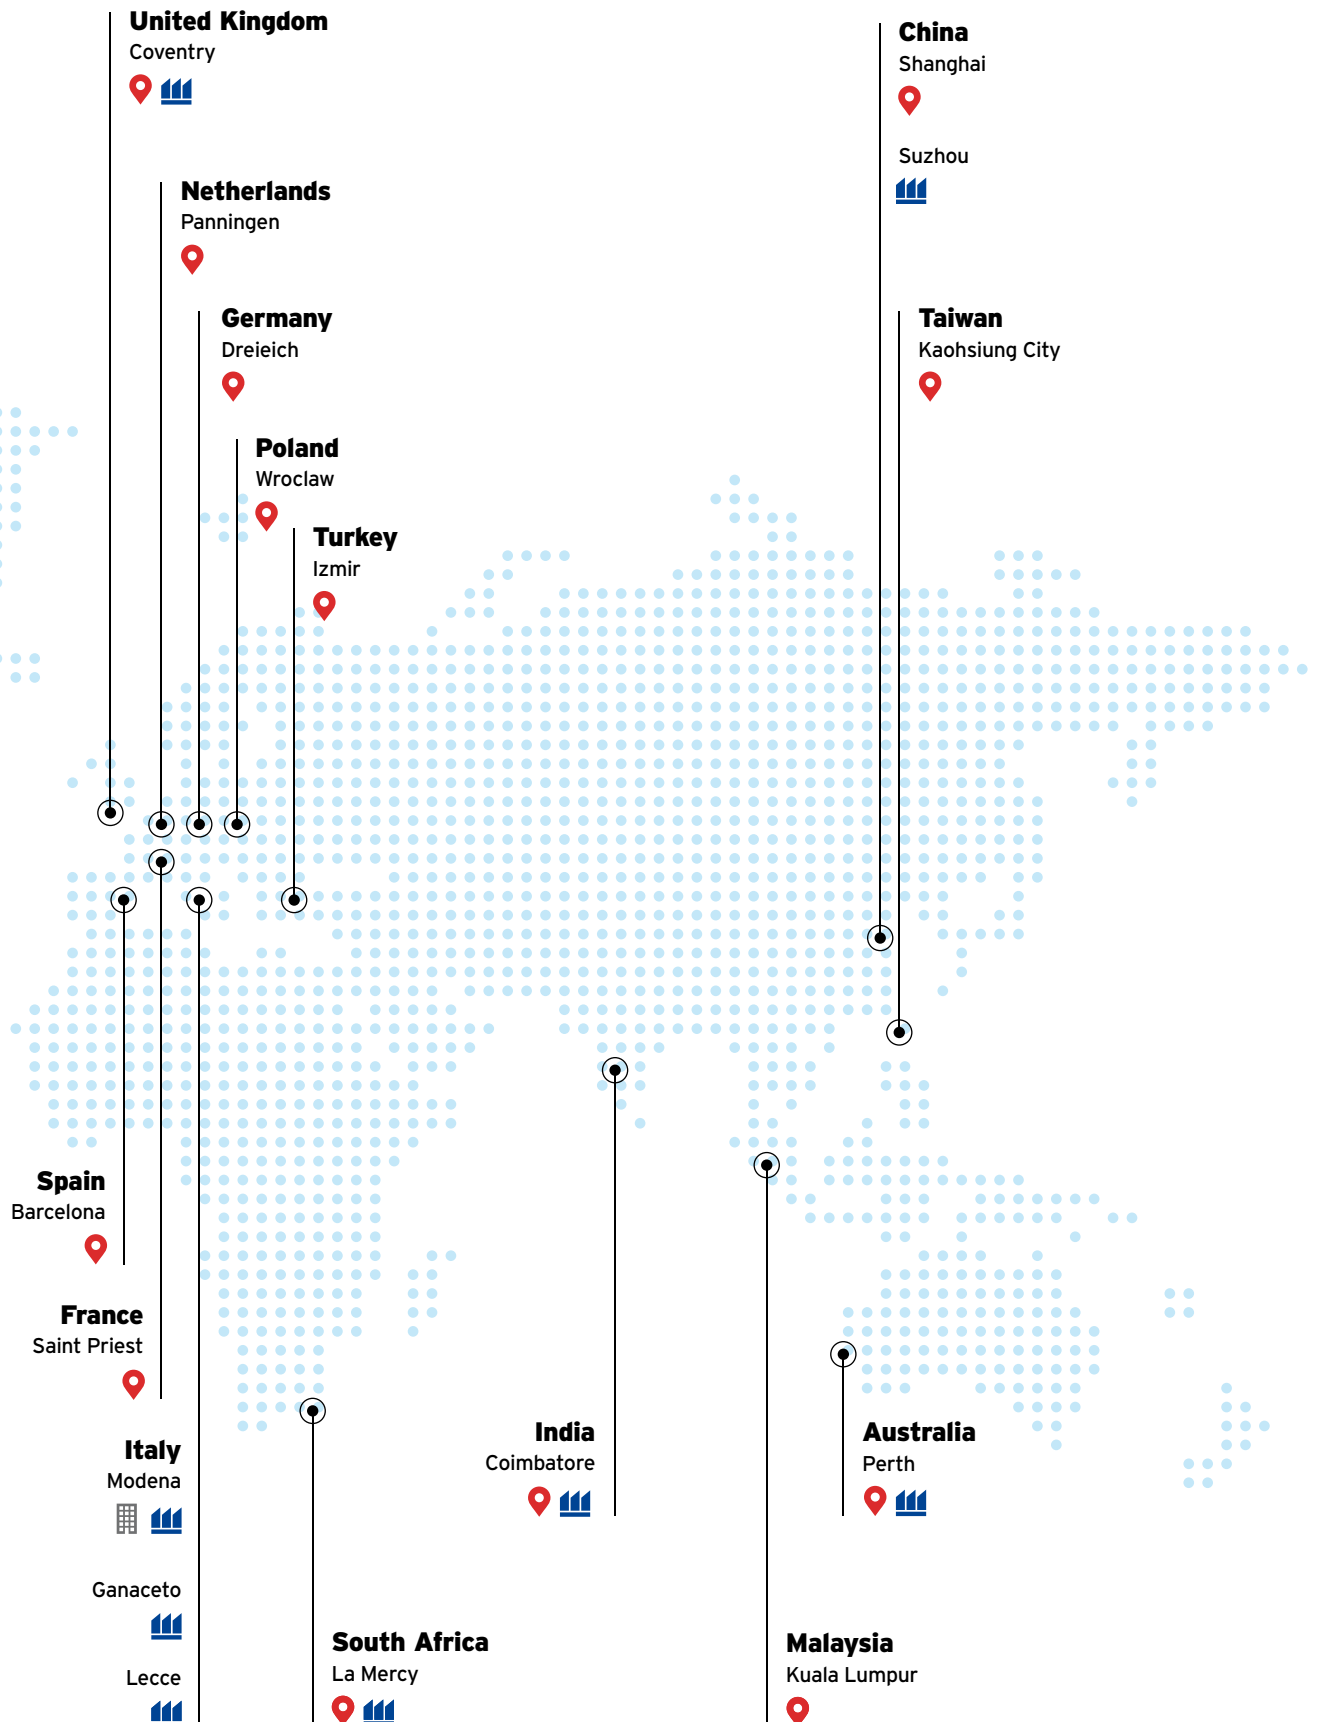 United Kingdom
Coventry
China
Shanghai
Suzhou
Netherlands
Panningen
Germany
Dreieich
Taiwan
Kaohsiung City
Poland
Wroclaw
Turkey
Izmir
Spain
Barcelona
France
Saint Priest
Italy
Modena
Ganaceto
Lecce
India
Coimbatore
Australia
Perth
South Africa
La Mercy
Malaysia
Kuala Lumpur